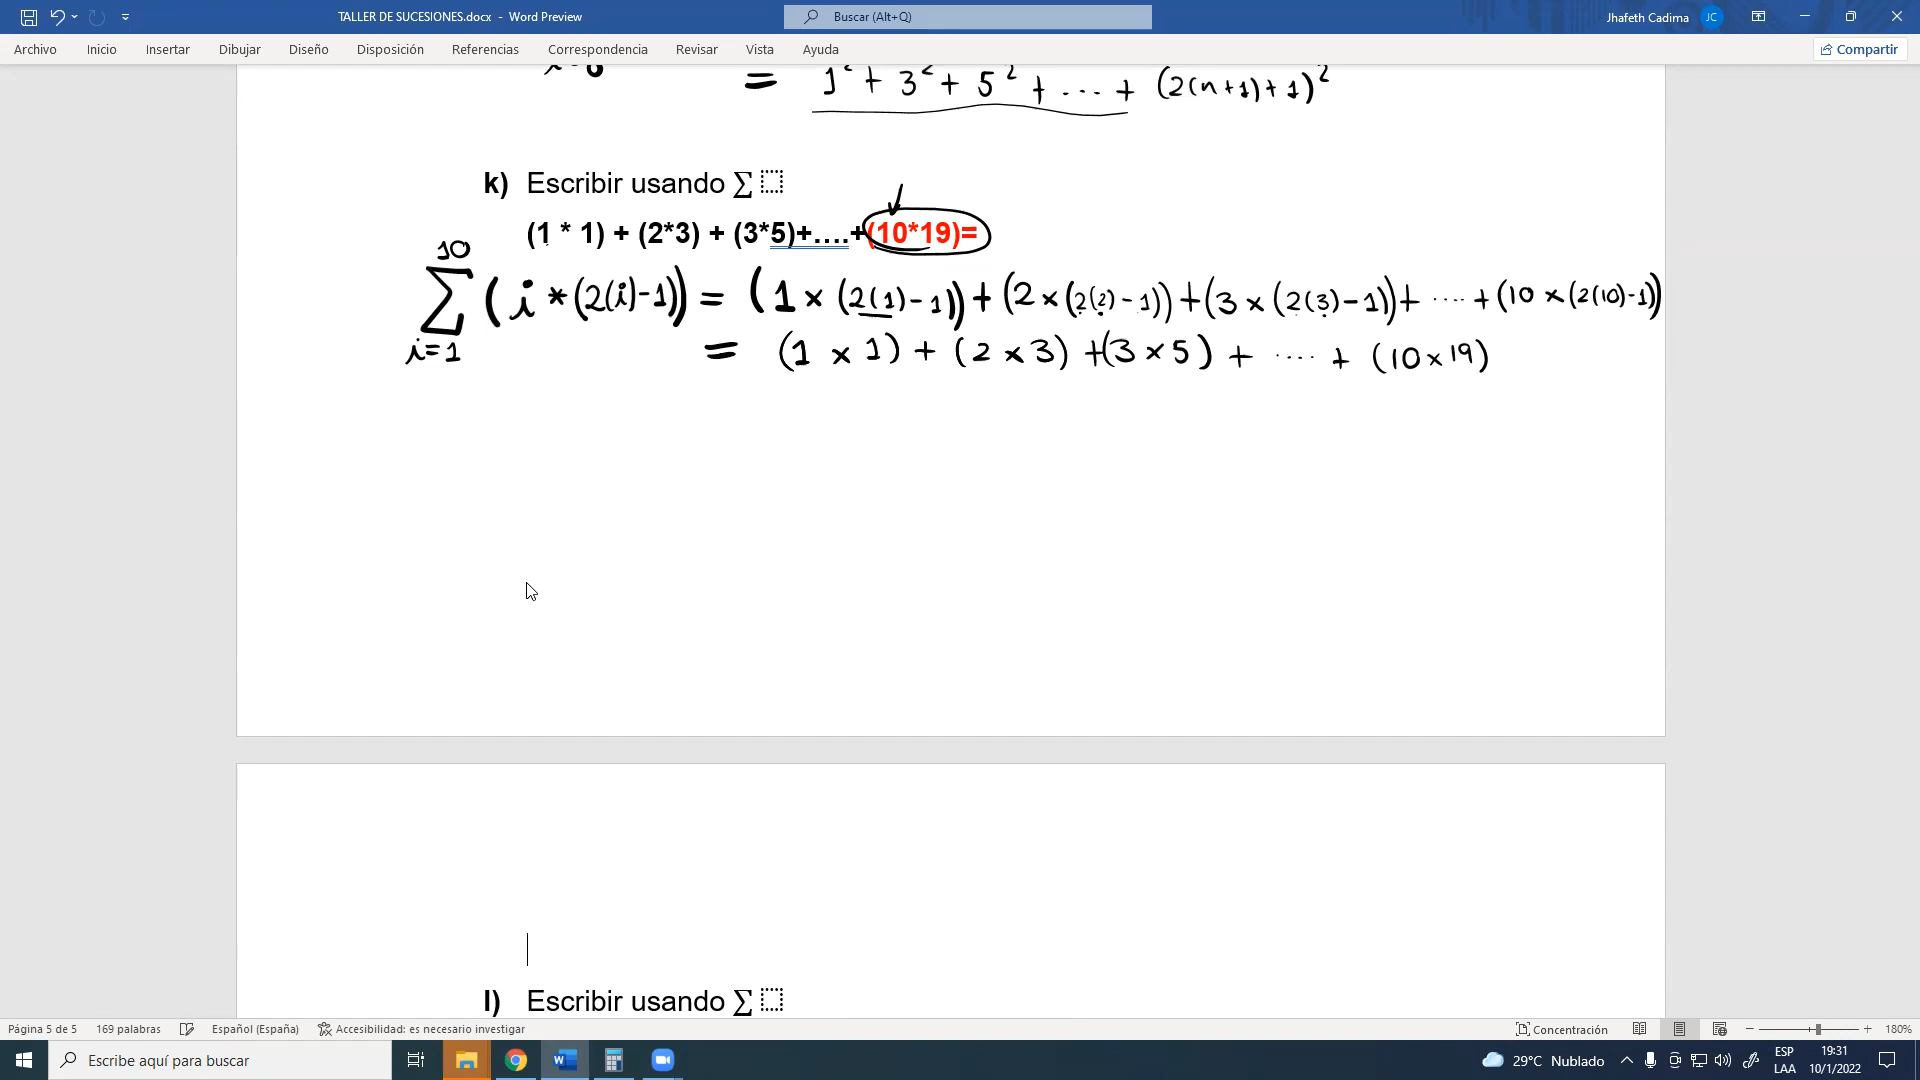 TALLER DE SUCESIONES.docx - Word Preview
Buscar (Alt+Q)
Jhafeth Cadima JC
Archivo Inicio Insertar Dibujar Diseño Disposición Referencias Correspondencia Revisar Vista Ayuda Compartir
= 1² + 3² + 5² + .... + (2(n+1)+1)²
k) Escribir usando ∑ ⬚
(1 * 1) + (2*3) + (3*5)+....+(10*19)=
10
∑ (i * (2(i)-1)) = (1 × (2(1)-1)) + (2 × (2(2)-1)) + (3 × (2(3)-1)) + .... + (10 × (2(10)-1))
i=1
= (1 × 1) + (2 × 3) + (3 × 5) + .... + (10 × 19)
l) Escribir usando ∑ ⬚
Página 5 de 5 169 palabras Español (España) Accesibilidad: es necesario investigar Concentración 180%
Escribe aquí para buscar
29°C Nublado
ESP
LAA
19:31
10/1/2022